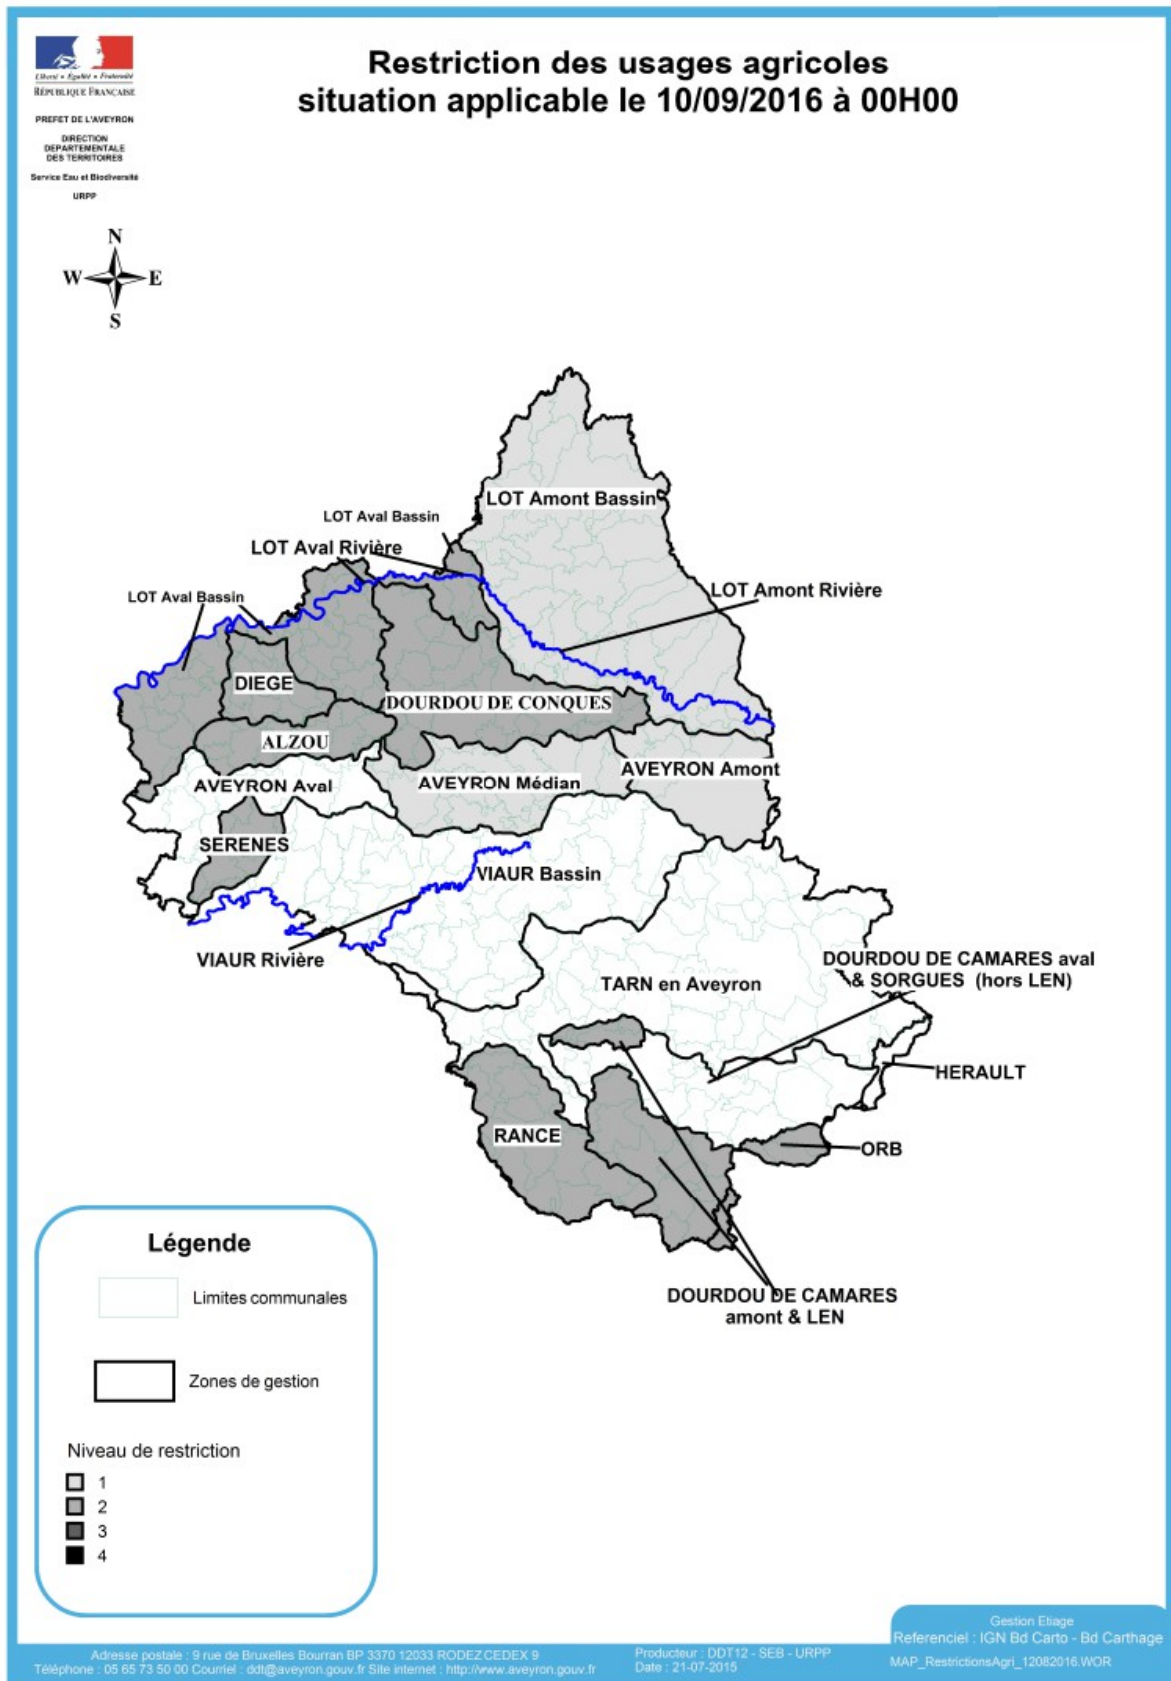 Restriction des usages agricoles
situation applicable le 10/09/2016 à 00H00
Liberté • Égalité • Fraternité
RÉPUBLIQUE FRANÇAISE
PREFET DE L'AVEYRON
DIRECTION
DEPARTEMENTALE
DES TERRITOIRES
Service Eau et Biodiversité
URPP
N
W E
S
LOT Amont Bassin
LOT Aval Bassin
LOT Aval Rivière
LOT Amont Rivière
LOT Aval Bassin
DIEGE
DOURDOU DE CONQUES
ALZOU
AVEYRON Amont
AVEYRON Médian
AVEYRON Aval
SERENES
VIAUR Bassin
VIAUR Rivière
DOURDOU DE CAMARES aval
& SORGUES (hors LEN)
TARN en Aveyron
HERAULT
RANCE
ORB
DOURDOU DE CAMARES
amont & LEN
Légende
Limites communales
Zones de gestion
Niveau de restriction
1
2
3
4
Gestion Etiage
Referenciel : IGN Bd Carto - Bd Carthage
MAP_RestrictionsAgri_12082016.WOR
Adresse postale : 9 rue de Bruxelles Bourran BP 3370 12033 RODEZ CEDEX 9
Téléphone : 05 65 73 50 00 Courriel : ddt@aveyron.gouv.fr Site internet : http://www.aveyron.gouv.fr
Producteur : DDT12 - SEB - URPP
Date : 21-07-2015